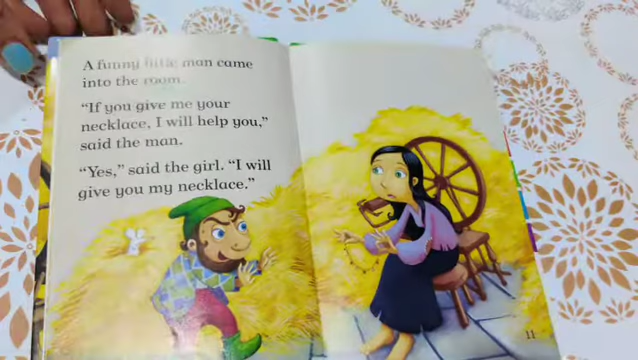 A funny little man came
into the room.
"If you give me your
necklace, I will help you,"
said the man.
"Yes," said the girl. "I will
give you my necklace."
11